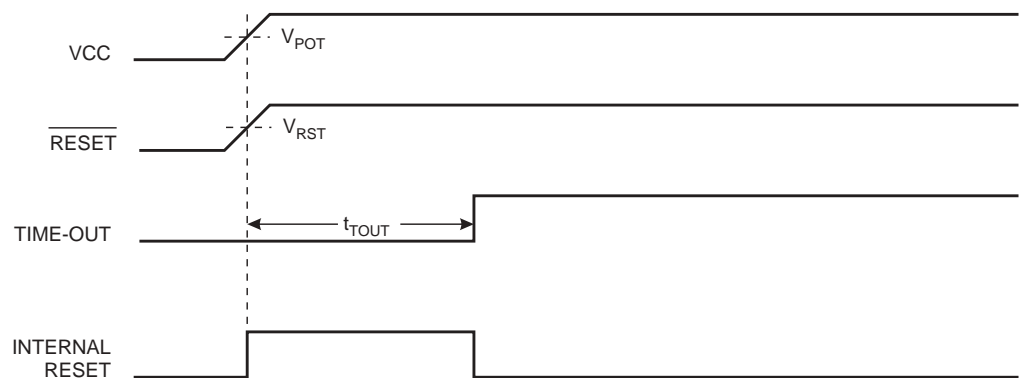 VCC
V_POT
RESET
V_RST
TIME-OUT
t_TOUT
INTERNAL
RESET